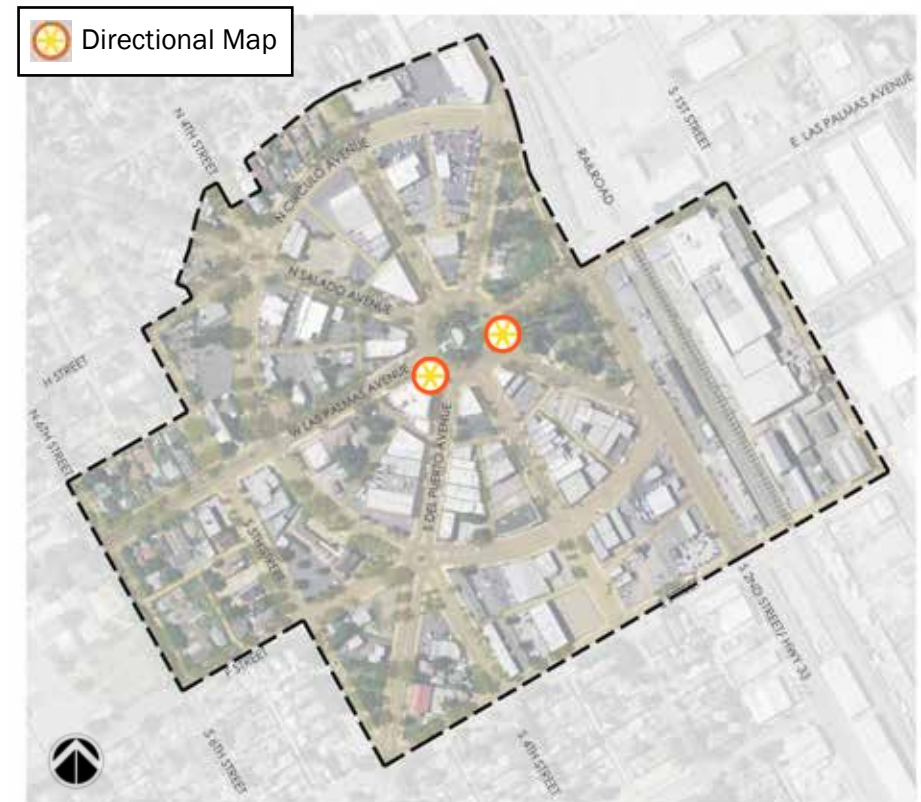 Directional Map
N 4TH STREET
S 1ST STREET
E LAS PALMAS AVENUE
RAILROAD
N CIRCULO AVENUE
N SALADO AVENUE
H STREET
N 6TH STREET
W LAS PALMAS AVENUE
S DEL PUERTO AVENUE
S 5TH STREET
F STREET
S 2ND STREET/ HWY 33
S 6TH STREET
S 4TH STREET